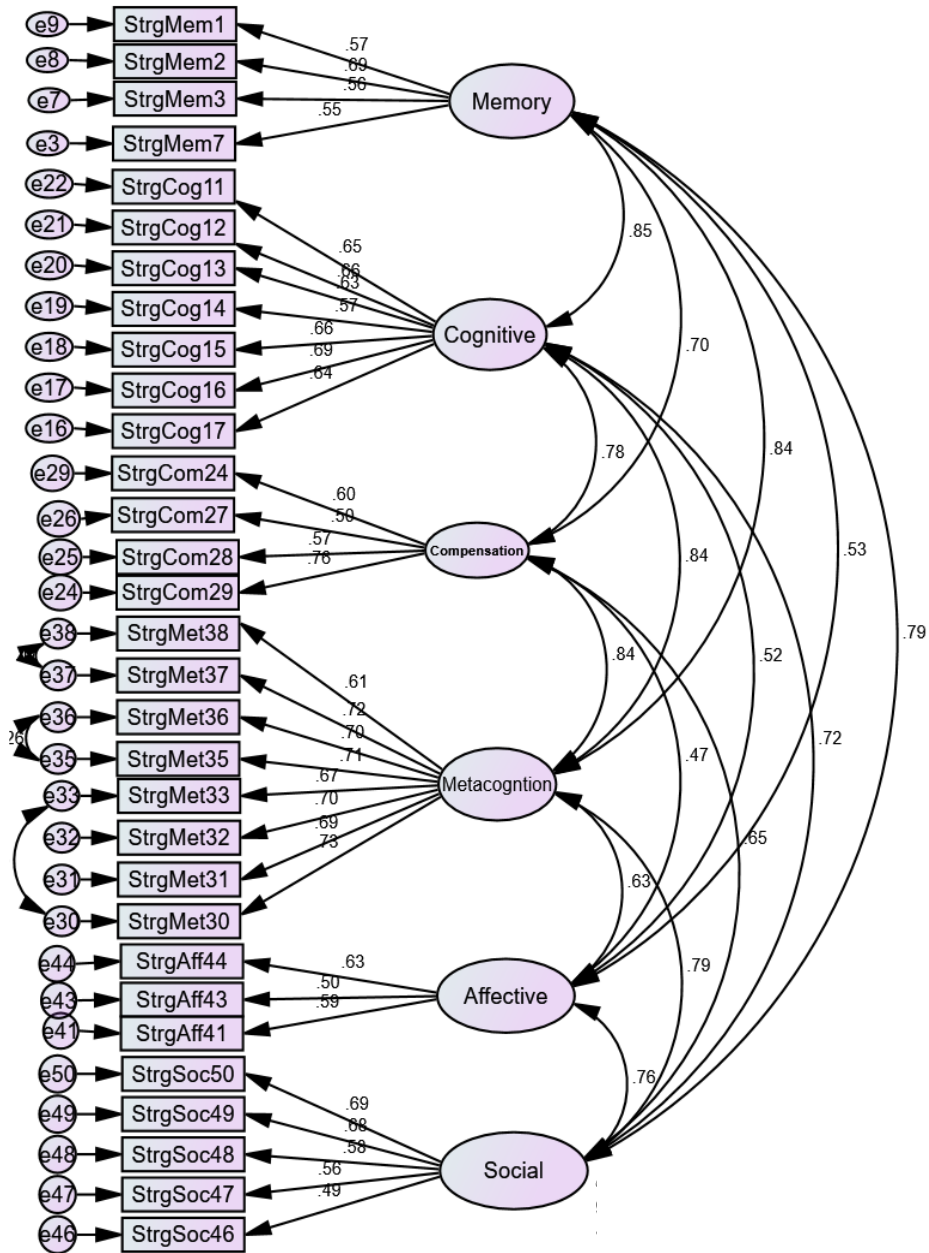 e9 StrgMem1
.57
e8 StrgMem2
.69
.56
e7 StrgMem3
Memory
.55
e3 StrgMem7
e22 StrgCog11
e21 StrgCog12
.85
.65
e20 StrgCog13
.66
.63
e19 StrgCog14
.57
.66
Cognitive
e18 StrgCog15
.70
.69
e17 StrgCog16
.64
e16 StrgCog17
.84
.78
e29 StrgCom24
.60
e26 StrgCom27
.50
.57
Compensation
.53
e25 StrgCom28
.84
.76
e24 StrgCom29
e38 StrgMet38
.79
.84
.52
e37 StrgMet37
.61
.72
e36 StrgMet36
.70
26
.72
.71
.47
e35 StrgMet35
.67
Metacogntion
e33 StrgMet33
.70
.69
e32 StrgMet32
.65
73
e31 StrgMet31
.63
e30 StrgMet30
e44 StrgAff44
.63
.79
.50
Affective
e43 StrgAff43
.59
e41 StrgAff41
e50 StrgSoc50
.76
.69
e49 StrgSoc49
.68
.58
e48 StrgSoc48
.56
Social
e47 StrgSoc47
.49
e46 StrgSoc46